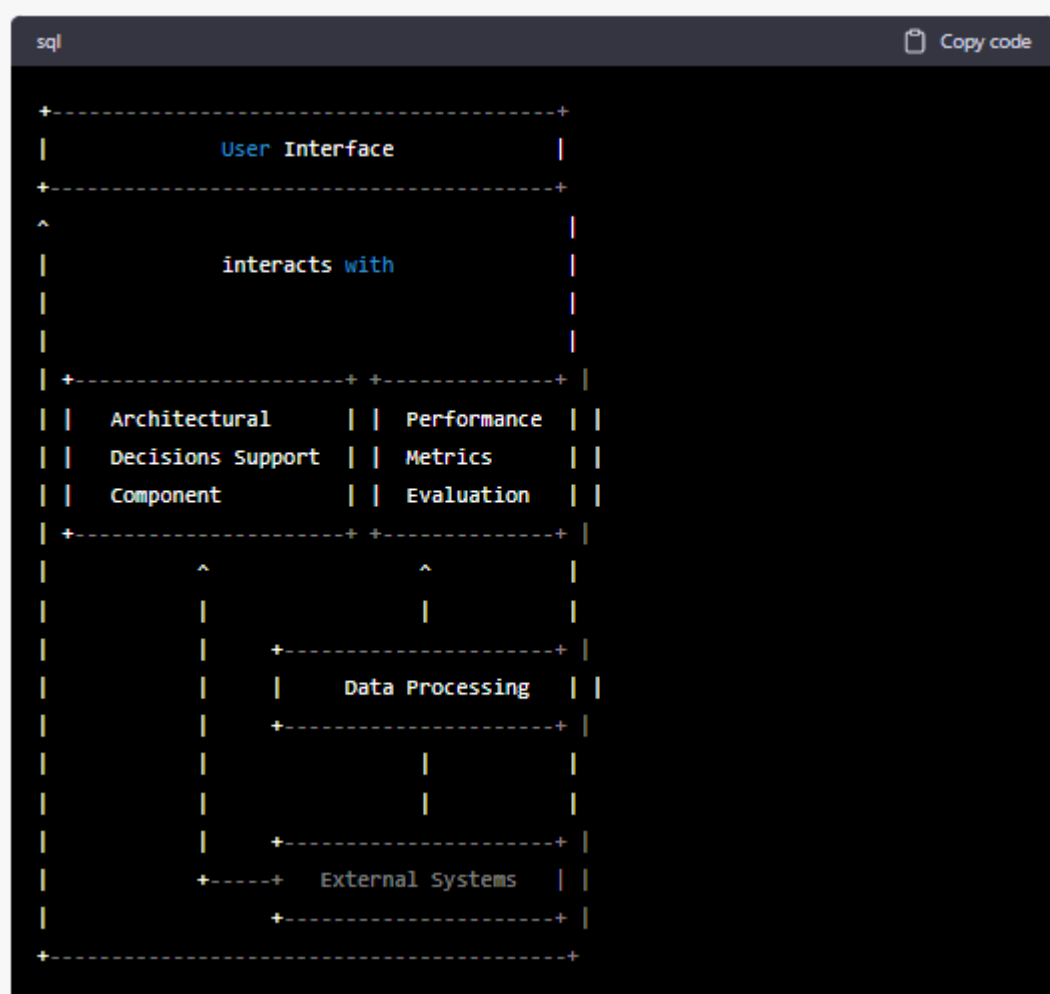 sql Copy code
+-----------------------------------------+
|              User Interface             |
+-----------------------------------------+
^                                          |
|              interacts with              |
|                                          |
|                                          |
| +----------------------+ +--------------+ |
| |   Architectural      | |  Performance  | |
| |   Decisions Support  | |  Metrics      | |
| |   Component          | |  Evaluation   | |
| +----------------------+ +--------------+ |
|            ^                 ^           |
|            |                 |           |
|            |     +----------------------+ |
|            |     |     Data Processing   | |
|            |     +----------------------+ |
|            |                 |           |
|            |                 |           |
|            |     +----------------------+ |
|            +-----+   External Systems   | |
|                  +----------------------+ |
+------------------------------------------+